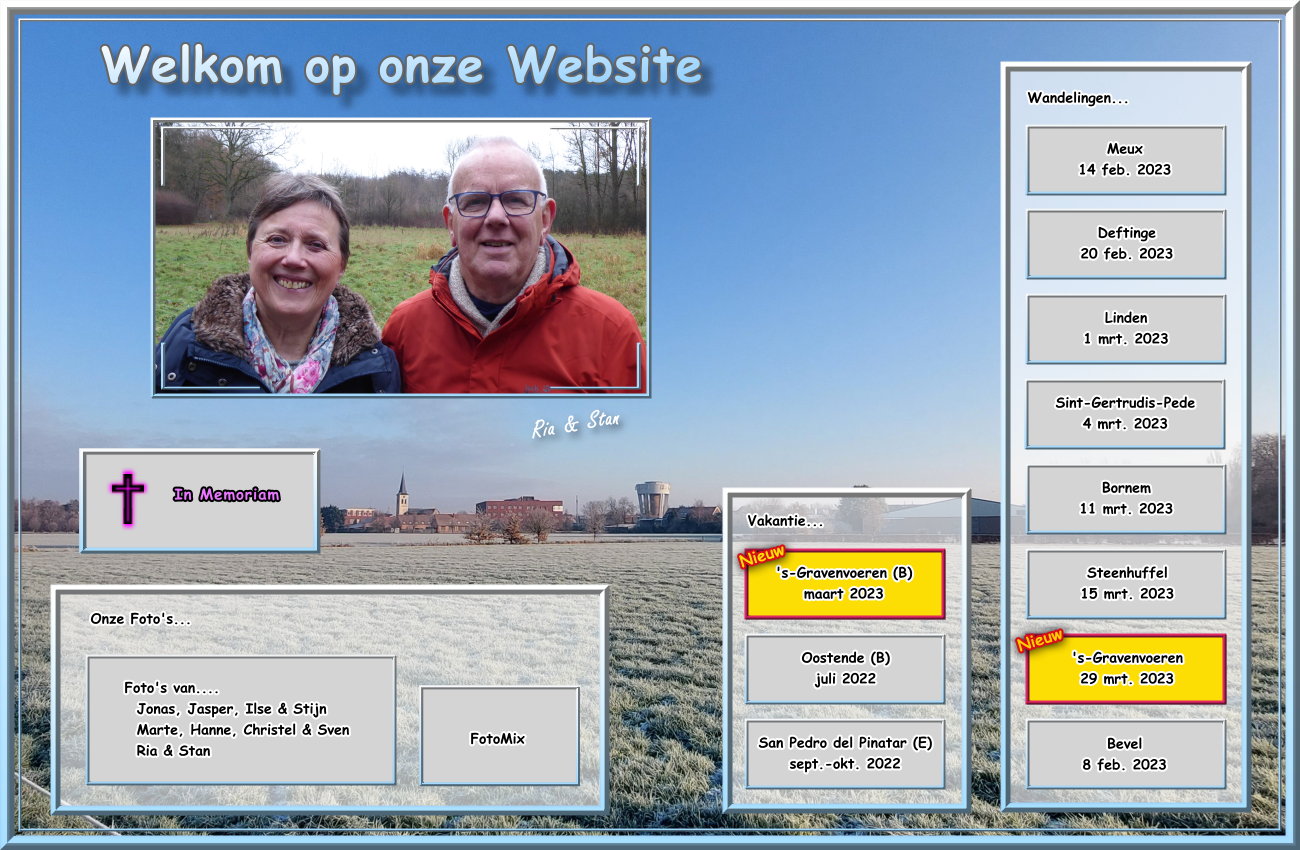 Welkom op onze Website
Ria & Stan
In Memoriam
Onze Foto's...
Foto's van....
Jonas, Jasper, Ilse & Stijn
Marte, Hanne, Christel & Sven
Ria & Stan
FotoMix
Vakantie...
Nieuw
's-Gravenvoeren (B)
maart 2023
Oostende (B)
juli 2022
San Pedro del Pinatar (E)
sept.-okt. 2022
Wandelingen...
Meux
14 feb. 2023
Deftinge
20 feb. 2023
Linden
1 mrt. 2023
Sint-Gertrudis-Pede
4 mrt. 2023
Bornem
11 mrt. 2023
Steenhuffel
15 mrt. 2023
Nieuw
's-Gravenvoeren
29 mrt. 2023
Bevel
8 feb. 2023